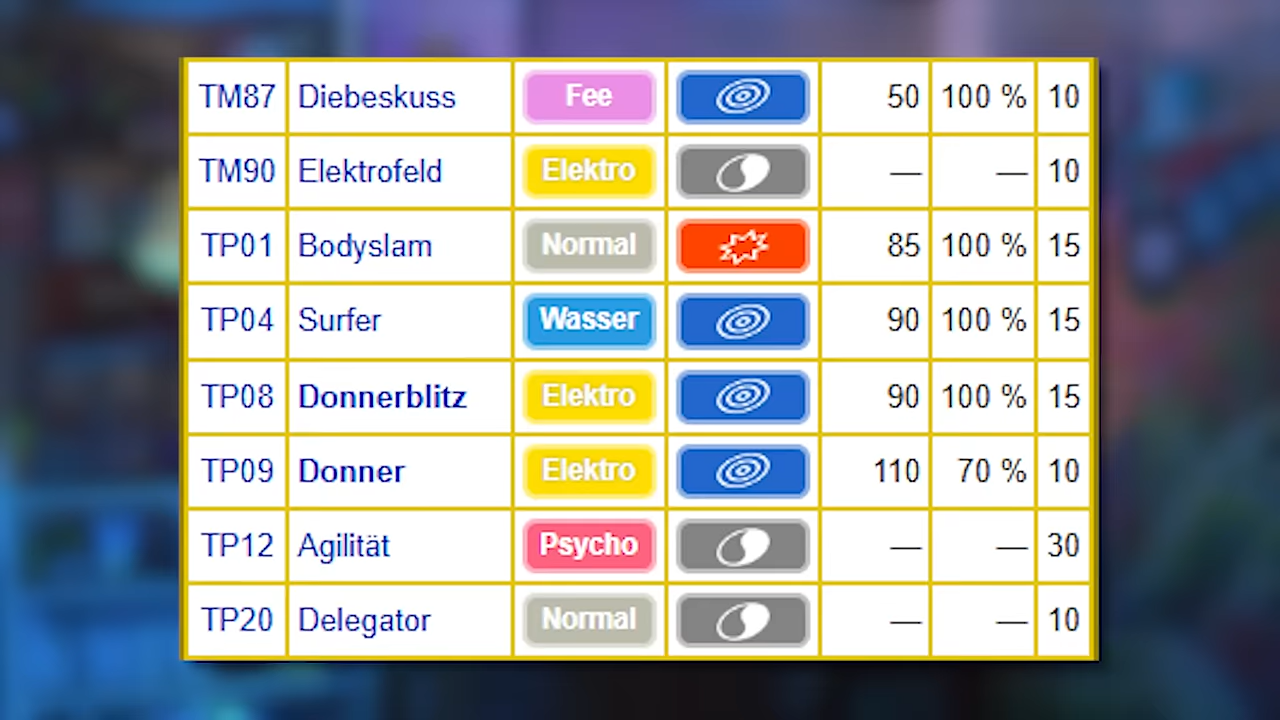 TM87 Diebeskuss Fee 50 100 % 10
TM90 Elektrofeld Elektro — — 10
TP01 Bodyslam Normal 85 100 % 15
TP04 Surfer Wasser 90 100 % 15
TP08 Donnerblitz Elektro 90 100 % 15
TP09 Donner Elektro 110 70 % 10
TP12 Agilität Psycho — — 30
TP20 Delegator Normal — — 10